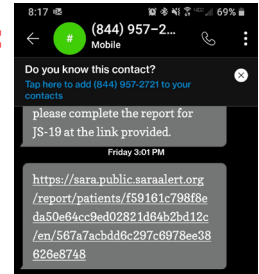 8:17
69%
(844) 957-2...
#
Mobile
Do you know this contact?
Tap here to add (844) 957-2721 to your
contacts
please complete the report for
JS-19 at the link provided.
Friday 3:01 PM
https://sara.public.saraalert.org
/report/patients/f59161c798f8e
da50e64cc9ed02821d64b2bd12c
/en/567a7acbdd6c297c6978ee38
626e8748